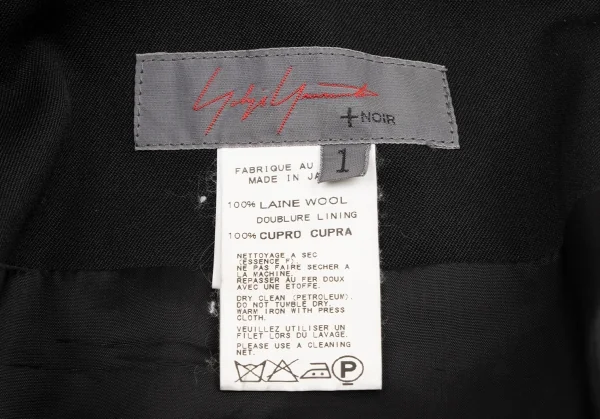 Yohji Yamamoto
+NOIR
1
FABRIQUE AU
MADE IN JA
100% LAINE WOOL
DOUBLURE LINING
100% CUPRO CUPRA
NETTOYAGE A SEC
(ESSENCE F).
NE PAS FAIRE SECHER A
LA MACHINE.
REPASSER AU FER DOUX
AVEC UNE ETOFFE.
DRY CLEAN (PETROLEUM).
DO NOT TUMBLE DRY.
WARM IRON WITH PRESS
CLOTH.
VEUILLEZ UTILISER UN
FILET LORS DU LAVAGE.
PLEASE USE A CLEANING
NET.
P